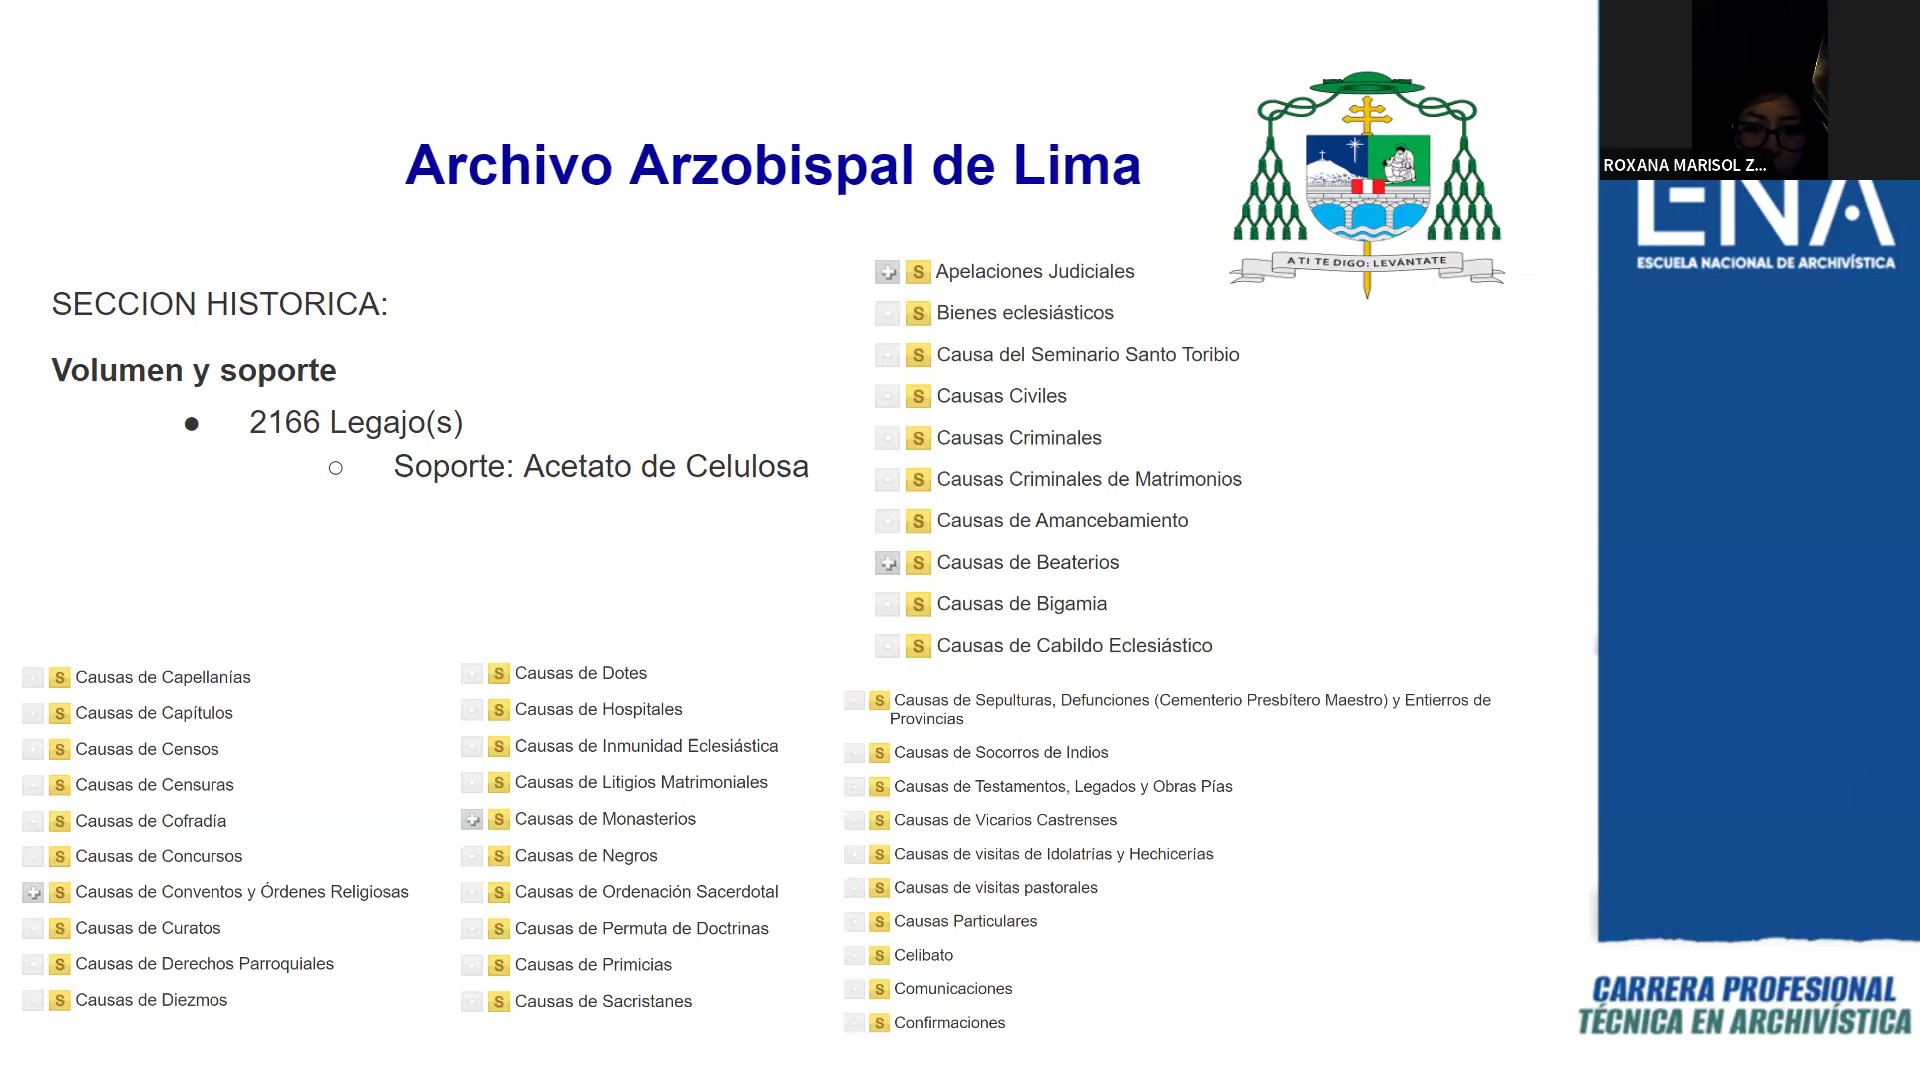 Archivo Arzobispal de Lima
A TI TE DIGO: LEVÁNTATE
SECCION HISTORICA:
Volumen y soporte
● 2166 Legajo(s)
○ Soporte: Acetato de Celulosa
S Apelaciones Judiciales
S Bienes eclesiásticos
S Causa del Seminario Santo Toribio
S Causas Civiles
S Causas Criminales
S Causas Criminales de Matrimonios
S Causas de Amancebamiento
S Causas de Beaterios
S Causas de Bigamia
S Causas de Cabildo Eclesiástico
S Causas de Capellanías
S Causas de Capítulos
S Causas de Censos
S Causas de Censuras
S Causas de Cofradía
S Causas de Concursos
S Causas de Conventos y Órdenes Religiosas
S Causas de Curatos
S Causas de Derechos Parroquiales
S Causas de Diezmos
S Causas de Dotes
S Causas de Hospitales
S Causas de Inmunidad Eclesiástica
S Causas de Litigios Matrimoniales
S Causas de Monasterios
S Causas de Negros
S Causas de Ordenación Sacerdotal
S Causas de Permuta de Doctrinas
S Causas de Primicias
S Causas de Sacristanes
S Causas de Sepulturas, Defunciones (Cementerio Presbítero Maestro) y Entierros de
Provincias
S Causas de Socorros de Indios
S Causas de Testamentos, Legados y Obras Pías
S Causas de Vicarios Castrenses
S Causas de visitas de Idolatrías y Hechicerías
S Causas de visitas pastorales
S Causas Particulares
S Celibato
S Comunicaciones
S Confirmaciones
ROXANA MARISOL Z...
ENA
ESCUELA NACIONAL DE ARCHIVÍSTICA
CARRERA PROFESIONAL
TÉCNICA EN ARCHIVÍSTICA